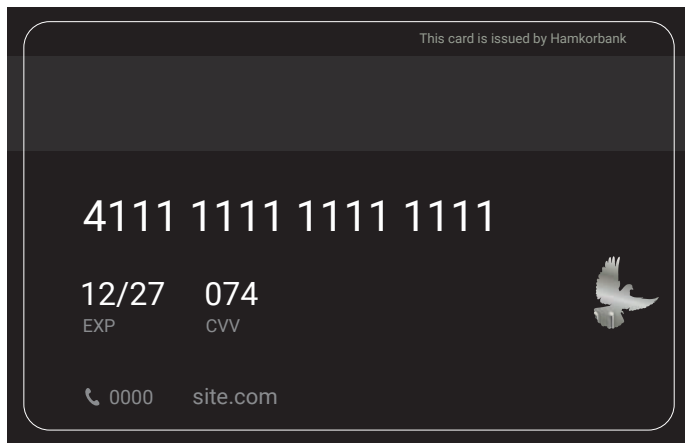 This card is issued by Hamkorbank
4111 1111 1111 1111
12/27 074
EXP CVV
0000 site.com